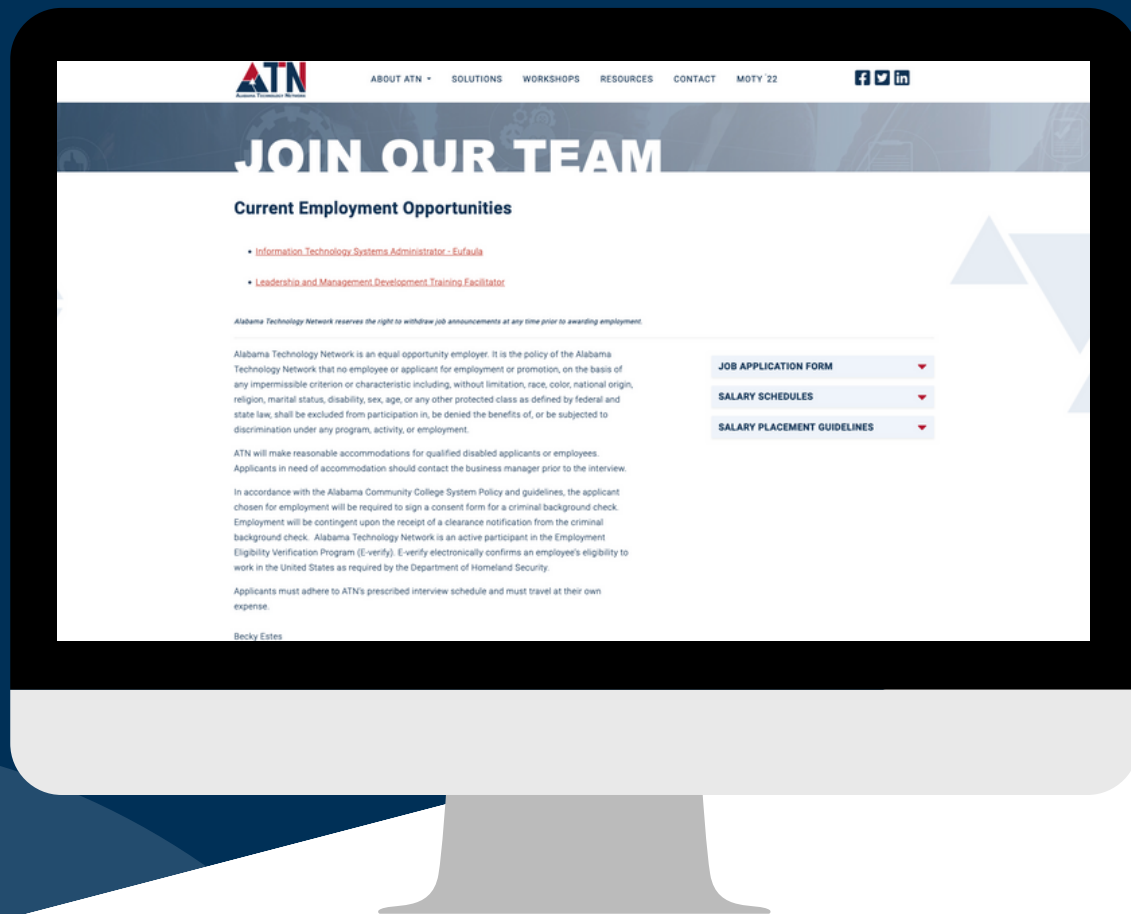 ATN
ALABAMA TECHNOLOGY NETWORK
ABOUT ATN SOLUTIONS WORKSHOPS RESOURCES CONTACT MOTY '22
JOIN OUR TEAM
Current Employment Opportunities
• Information Technology Systems Administrator - Eufaula
• Leadership and Management Development Training Facilitator
Alabama Technology Network reserves the right to withdraw job announcements at any time prior to awarding employment.
Alabama Technology Network is an equal opportunity employer. It is the policy of the Alabama
Technology Network that no employee or applicant for employment or promotion, on the basis of
any impermissible criterion or characteristic including, without limitation, race, color, national origin,
religion, marital status, disability, sex, age, or any other protected class as defined by federal and
state law, shall be excluded from participation in, be denied the benefits of, or be subjected to
discrimination under any program, activity, or employment.
ATN will make reasonable accommodations for qualified disabled applicants or employees.
Applicants in need of accommodation should contact the business manager prior to the interview.
In accordance with the Alabama Community College System Policy and guidelines, the applicant
chosen for employment will be required to sign a consent form for a criminal background check.
Employment will be contingent upon the receipt of a clearance notification from the criminal
background check. Alabama Technology Network is an active participant in the Employment
Eligibility Verification Program (E-verify). E-verify electronically confirms an employee's eligibility to
work in the United States as required by the Department of Homeland Security.
Applicants must adhere to ATN's prescribed interview schedule and must travel at their own
expense.
Becky Estes
JOB APPLICATION FORM
SALARY SCHEDULES
SALARY PLACEMENT GUIDELINES